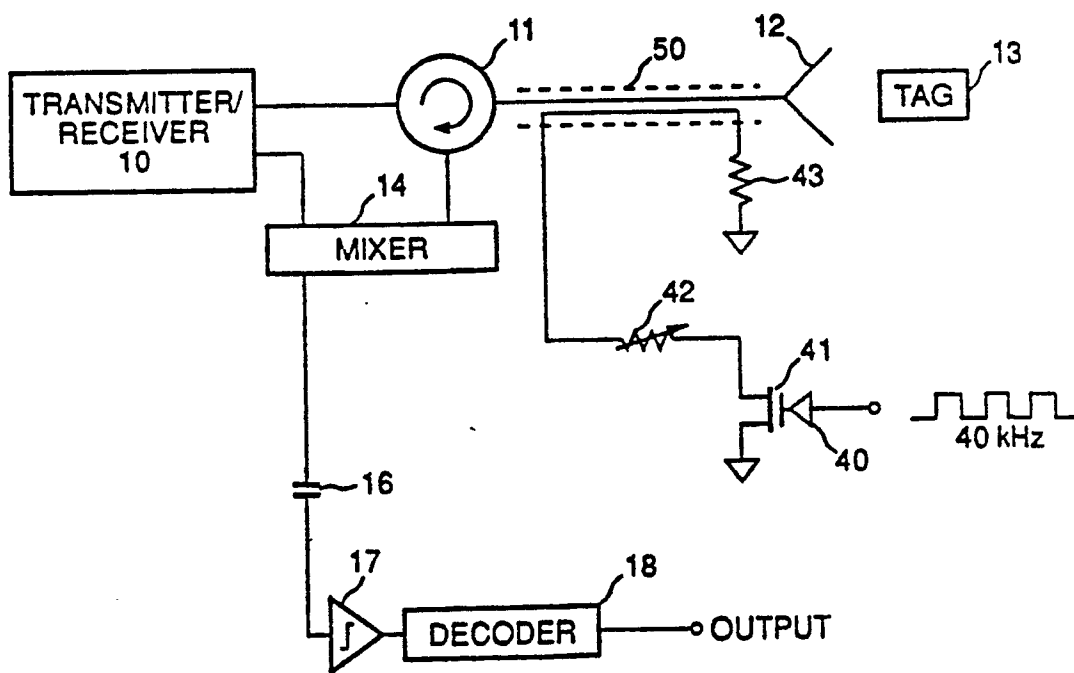 11
50
12
13
TRANSMITTER/
RECEIVER
10
TAG
43
14
MIXER
42
41
40 kHz
40
16
17
18
DECODER
OUTPUT